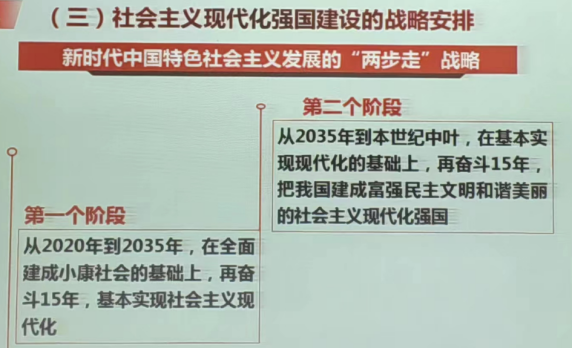 （三）社会主义现代化强国建设的战略安排
新时代中国特色社会主义发展的“两步走”战略
第二个阶段
从2035年到本世纪中叶，在基本实
现现代化的基础上，再奋斗15年，
把我国建成富强民主文明和谐美丽
的社会主义现代化强国
第一个阶段
从2020年到2035年，在全面
建成小康社会的基础上，再奋
斗15年，基本实现社会主义现
代化